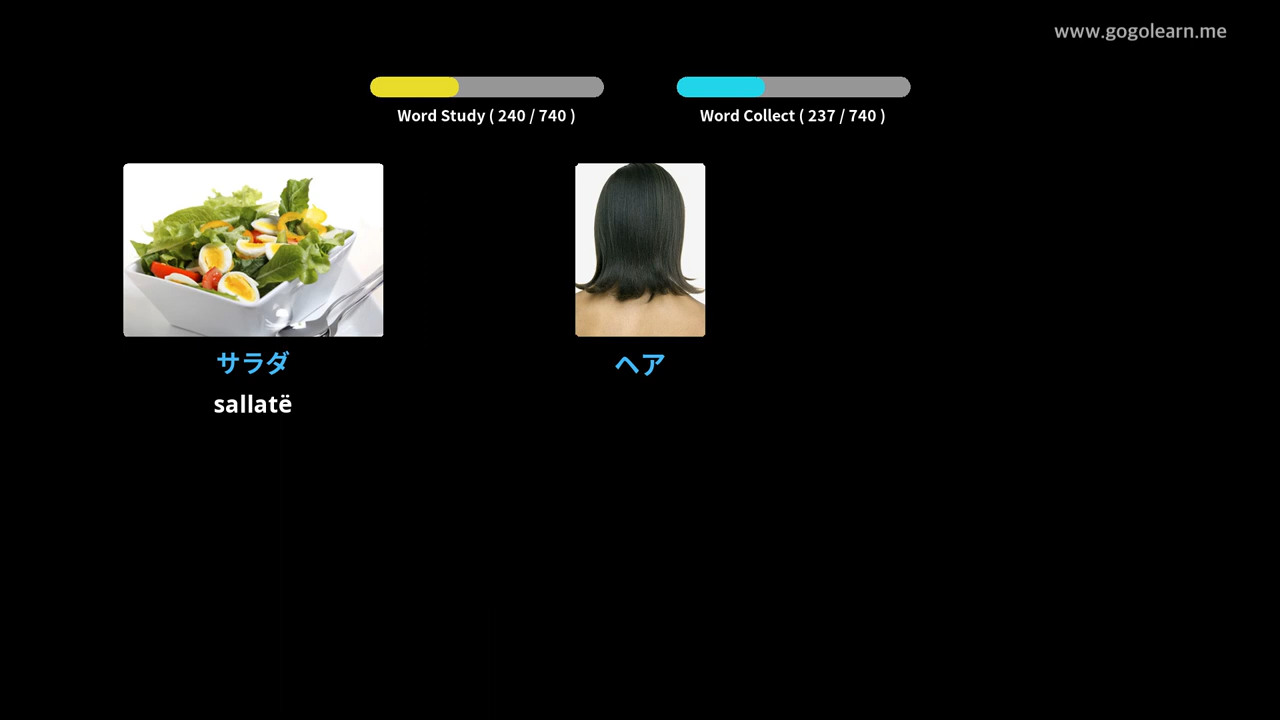 www.gogolearn.me
Word Study ( 240 / 740 )
Word Collect ( 237 / 740 )
サラダ
ヘア
sallatë